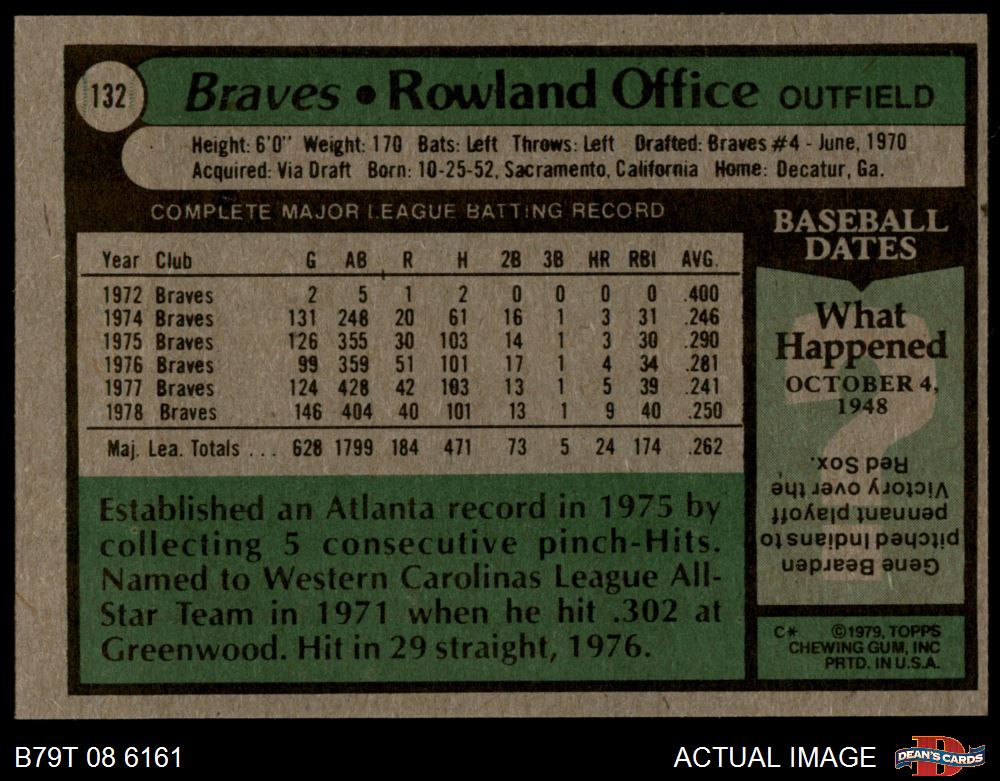 132
Braves • Rowland Office OUTFIELD
Height: 6'0" Weight: 170 Bats: Left Throws: Left Drafted: Braves #4 - June, 1970
Acquired: Via Draft Born: 10-25-52, Sacramento, California Home: Decatur, Ga.
COMPLETE MAJOR LEAGUE BATTING RECORD
Year Club G AB R H 2B 3B HR RBI AVG.
1972 Braves 2 5 1 2 0 0 0 0 .400
1974 Braves 131 248 20 61 16 1 3 31 .246
1975 Braves 126 355 30 103 14 1 3 30 .290
1976 Braves 99 359 51 101 17 1 4 34 .281
1977 Braves 124 428 42 103 13 1 5 39 .241
1978 Braves 146 404 40 101 13 1 9 40 .250
Maj. Lea. Totals ... 628 1799 184 471 73 5 24 174 .262
Established an Atlanta record in 1975 by
collecting 5 consecutive pinch-Hits.
Named to Western Carolinas League All-
Star Team in 1971 when he hit .302 at
Greenwood. Hit in 29 straight, 1976.
BASEBALL
DATES
What
Happened
OCTOBER 4,
1948
Gene Bearden
pitched Indians to
pennant playoff
Victory over the
Red Sox.
C* ©1979, TOPPS
CHEWING GUM, INC
PRTD. IN U.S.A.
B79T 08 6161
ACTUAL IMAGE
D
DEAN'S CARDS